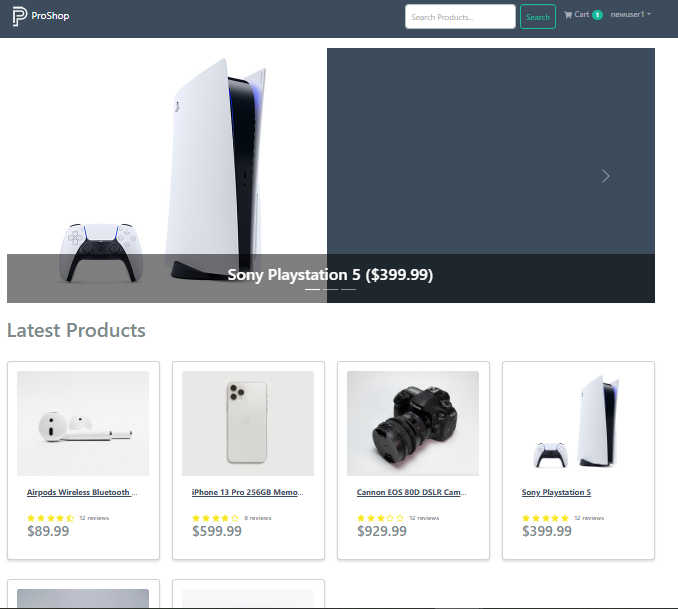 ProShop
Search Products... Search Cart 1 newuser1
Sony Playstation 5 ($399.99)
Latest Products
Airpods Wireless Bluetooth ...
12 reviews
$89.99
iPhone 13 Pro 256GB Memo...
8 reviews
$599.99
Cannon EOS 80D DSLR Cam...
12 reviews
$929.99
Sony Playstation 5
12 reviews
$399.99